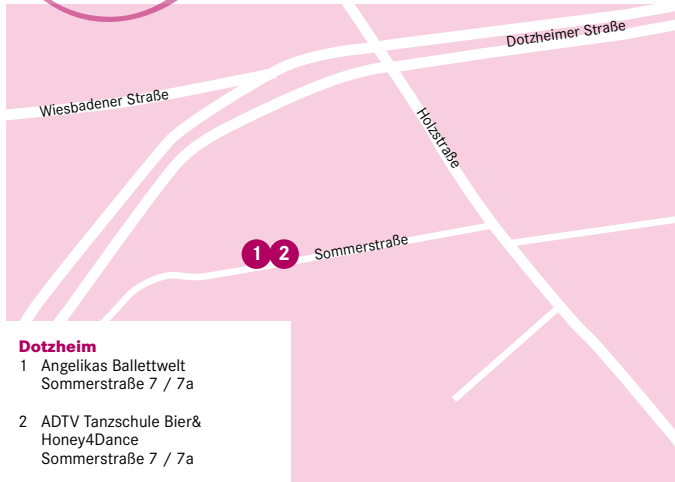 Dotzheimer Straße
Wiesbadener Straße
Holzstraße
1 2 Sommerstraße
Dotzheim
1 Angelikas Ballettwelt
Sommerstraße 7 / 7a
2 ADTV Tanzschule Bier&
Honey4Dance
Sommerstraße 7 / 7a